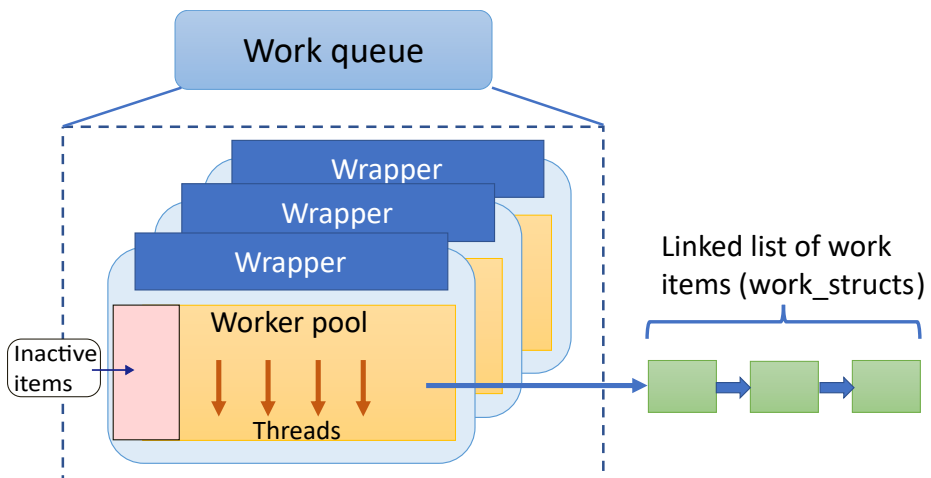 Work queue
Wrapper
Wrapper
Wrapper
Linked list of work
items (work_structs)
Worker pool
Inactive
items
Threads